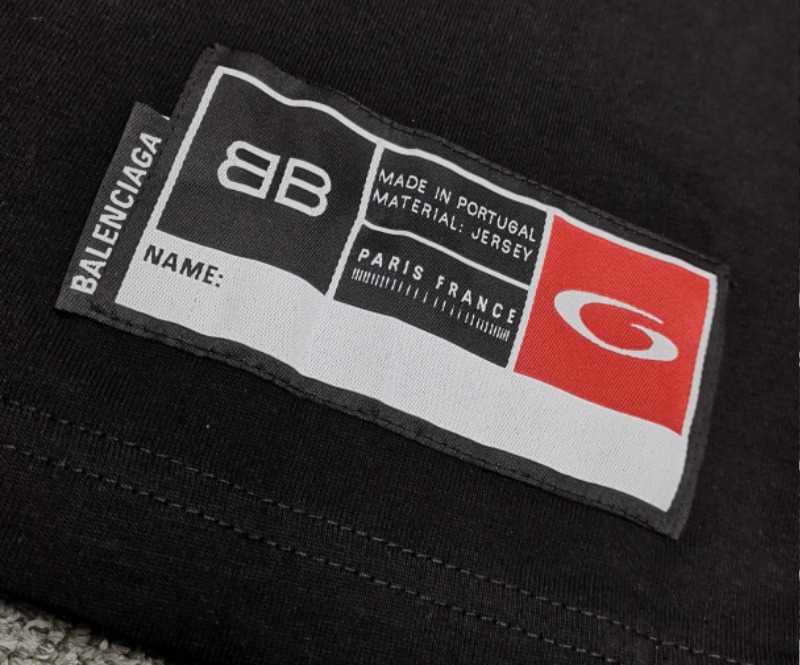 BALENCIAGA
BB
MADE IN PORTUGAL
MATERIAL: JERSEY
PARIS FRANCE
NAME:
G